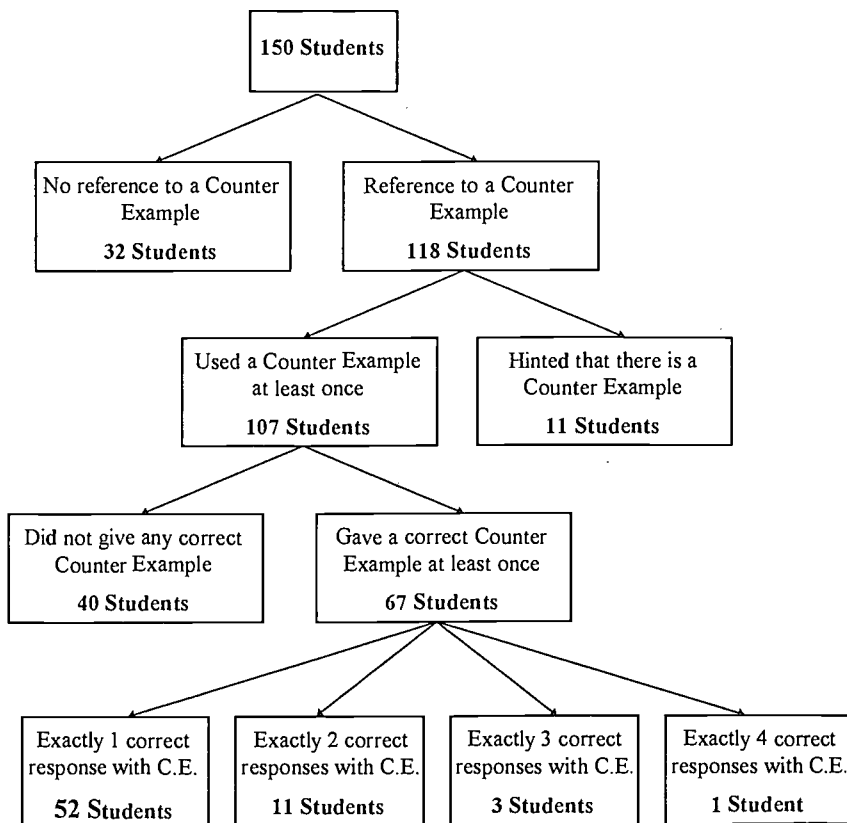 150 Students
No reference to a Counter
Example
32 Students
Reference to a Counter
Example
118 Students
Used a Counter Example
at least once
107 Students
Hinted that there is a
Counter Example
11 Students
Did not give any correct
Counter Example
40 Students
Gave a correct Counter
Example at least once
67 Students
Exactly 1 correct
response with C.E.
52 Students
Exactly 2 correct
responses with C.E.
11 Students
Exactly 3 correct
responses with C.E.
3 Students
Exactly 4 correct
responses with C.E.
1 Student